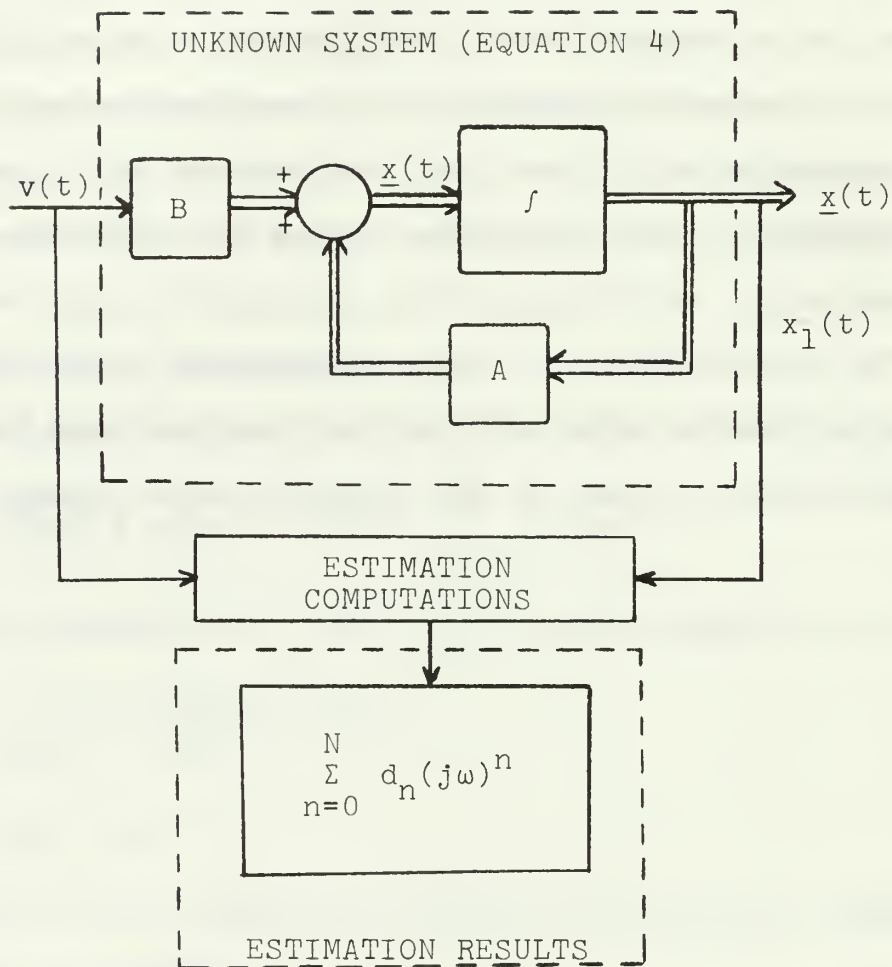 UNKNOWN SYSTEM (EQUATION 4)
v(t)
B
+
+
x(t)
∫
x(t)
x1(t)
A
ESTIMATION
COMPUTATIONS
N
Σ dn(jω)^n
n=0
ESTIMATION RESULTS